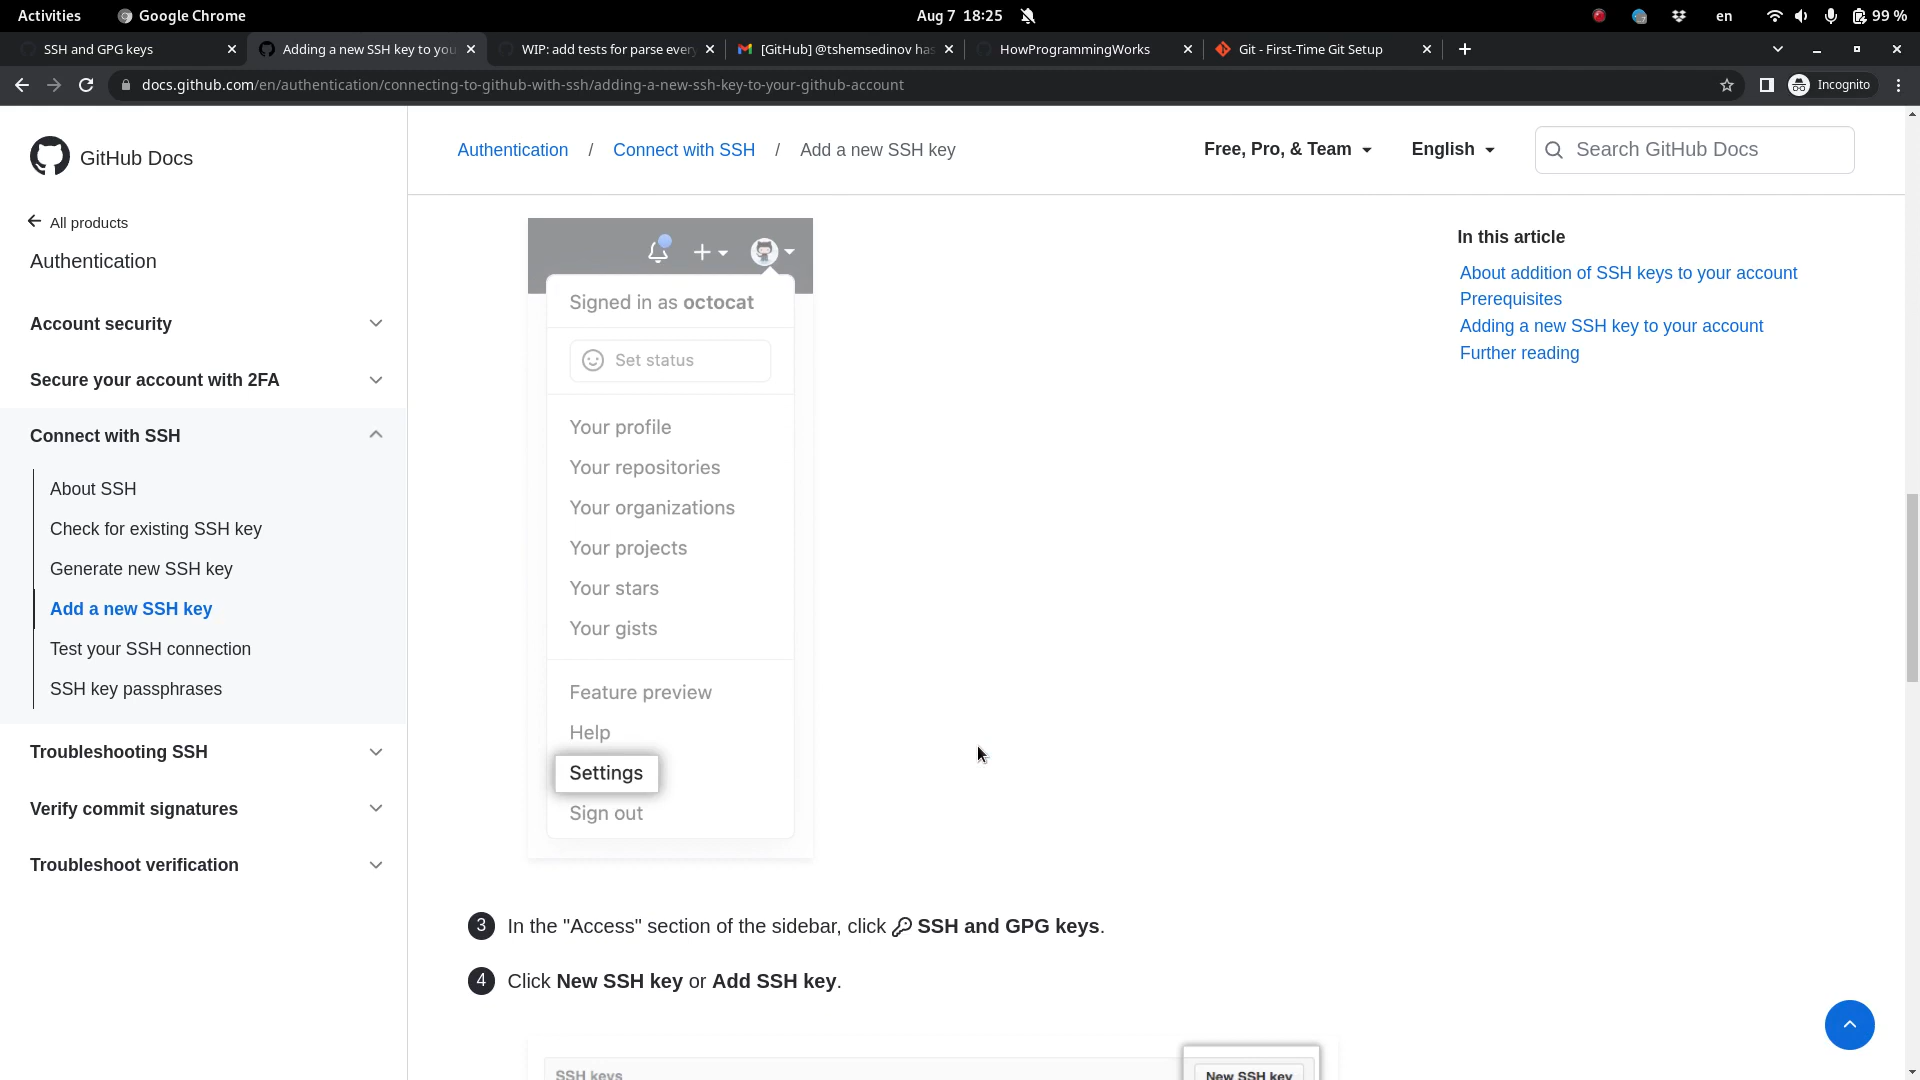 Activities
Google Chrome
Aug 7 18:25
en
99 %
SSH and GPG keys
Adding a new SSH key to you
WIP: add tests for parse ever
[GitHub] @tshemsedinov has
HowProgrammingWorks
Git - First-Time Git Setup
docs.github.com/en/authentication/connecting-to-github-with-ssh/adding-a-new-ssh-key-to-your-github-account
Incognito
GitHub Docs
All products
Authentication
Account security
Secure your account with 2FA
Connect with SSH
About SSH
Check for existing SSH key
Generate new SSH key
Add a new SSH key
Test your SSH connection
SSH key passphrases
Troubleshooting SSH
Verify commit signatures
Troubleshoot verification
Authentication / Connect with SSH / Add a new SSH key
Free, Pro, & Team
English
Search GitHub Docs
Signed in as octocat
Set status
Your profile
Your repositories
Your organizations
Your projects
Your stars
Your gists
Feature preview
Help
Settings
Sign out
3 In the "Access" section of the sidebar, click SSH and GPG keys.
4 Click New SSH key or Add SSH key.
SSH keys
New SSH key
In this article
About addition of SSH keys to your account
Prerequisites
Adding a new SSH key to your account
Further reading